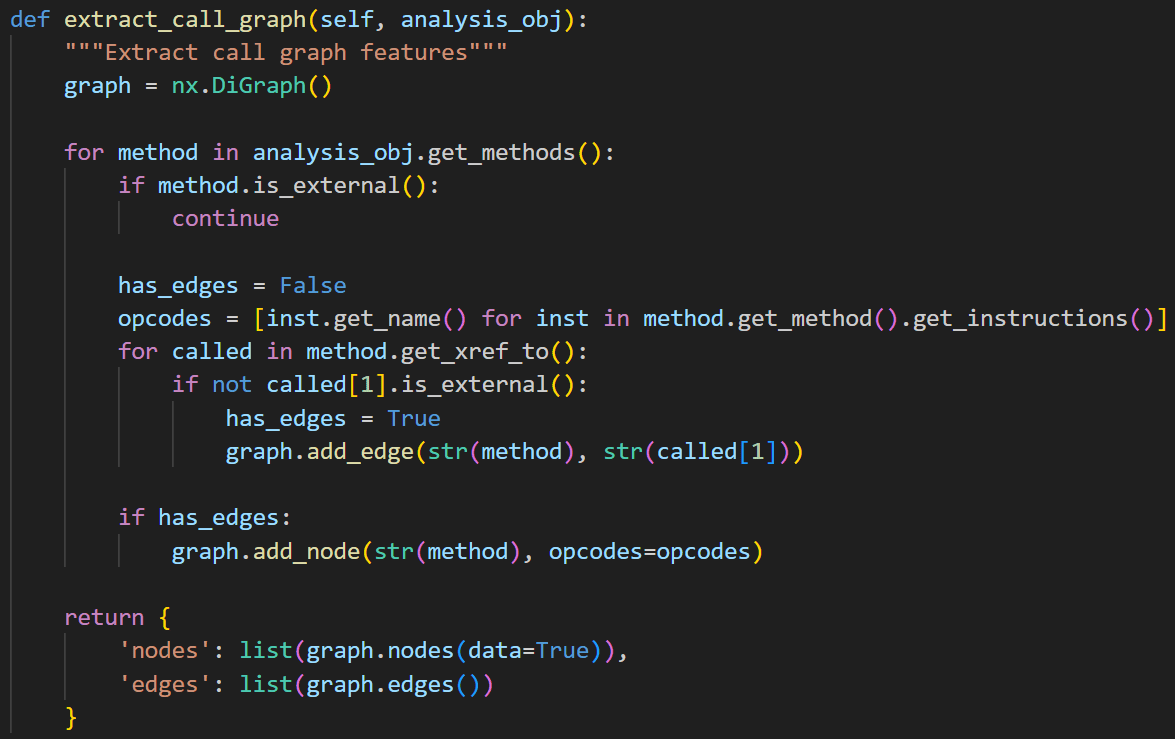 def extract_call_graph(self, analysis_obj):
    """Extract call graph features"""
    graph = nx.DiGraph()

    for method in analysis_obj.get_methods():
        if method.is_external():
            continue

        has_edges = False
        opcodes = [inst.get_name() for inst in method.get_method().get_instructions()]
        for called in method.get_xref_to():
            if not called[1].is_external():
                has_edges = True
                graph.add_edge(str(method), str(called[1]))

        if has_edges:
            graph.add_node(str(method), opcodes=opcodes)

    return {
        'nodes': list(graph.nodes(data=True)),
        'edges': list(graph.edges())
    }